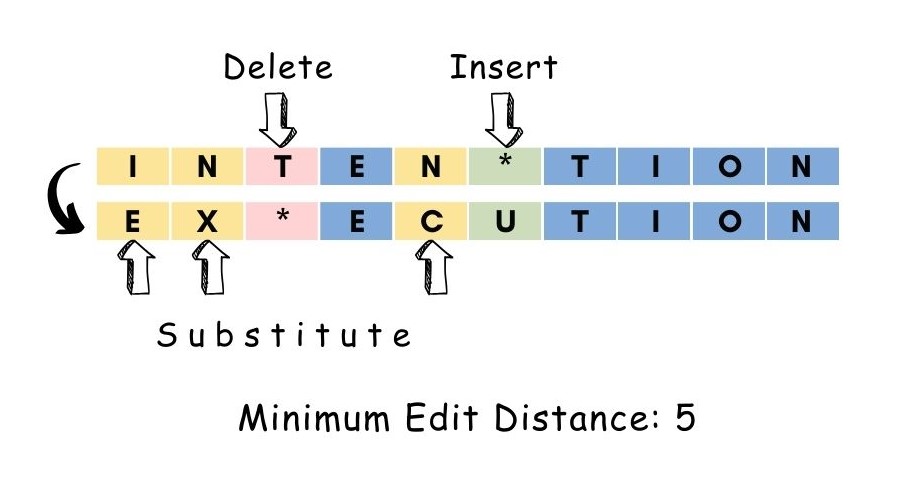 Delete Insert
I N T E N * T I O N
E X * E C U T I O N
Substitute
Minimum Edit Distance: 5